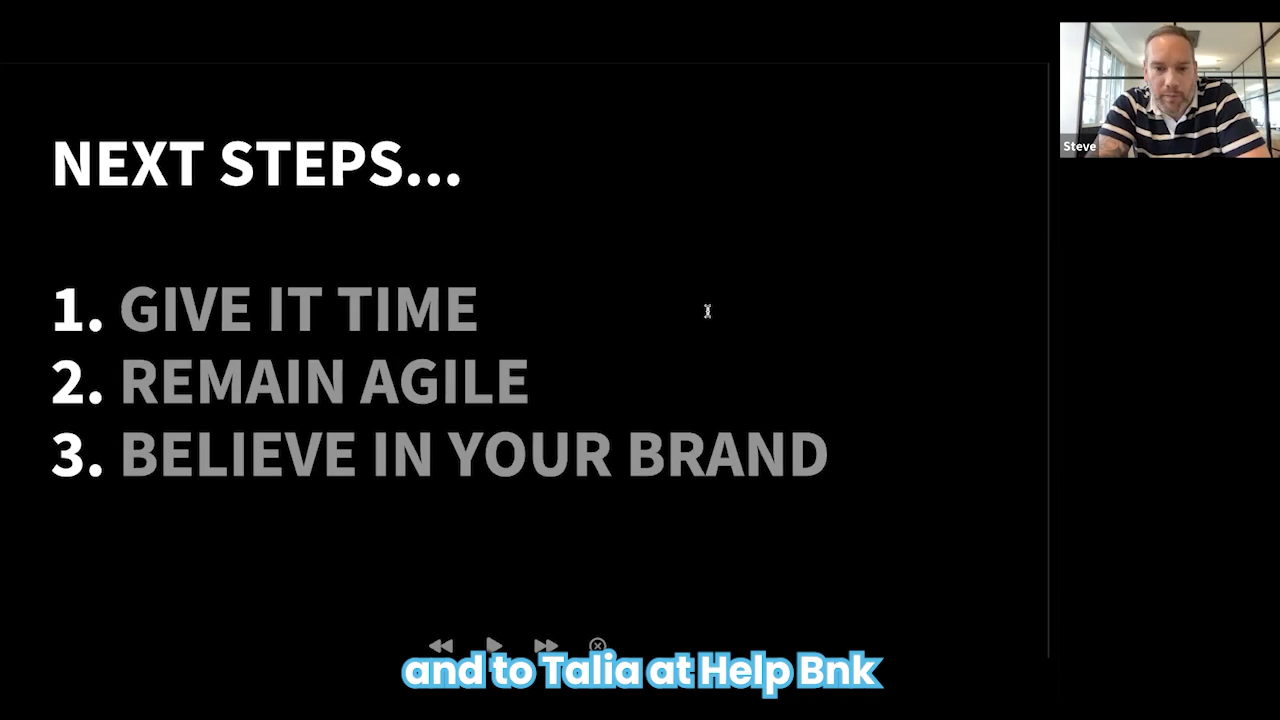 NEXT STEPS...
1. GIVE IT TIME
2. REMAIN AGILE
3. BELIEVE IN YOUR BRAND
Steve
and to Talia at Help Bnk